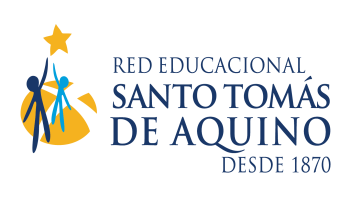 RED EDUCACIONAL
SANTO TOMÁS
DE AQUINO
DESDE 1870